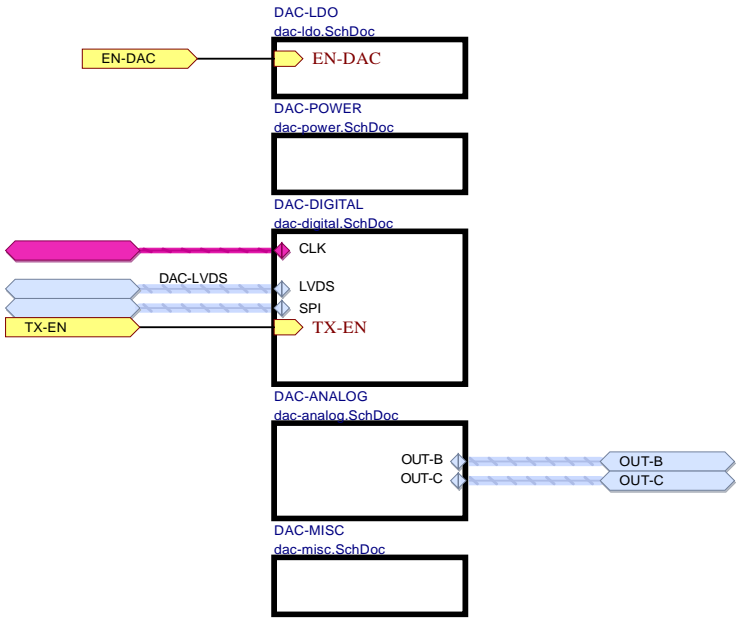 DAC-LDO
dac-ldo.SchDoc
EN-DAC
EN-DAC
DAC-POWER
dac-power.SchDoc
DAC-DIGITAL
dac-digital.SchDoc
CLK
DAC-LVDS
LVDS
SPI
TX-EN
TX-EN
DAC-ANALOG
dac-analog.SchDoc
OUT-B
OUT-B
OUT-C
OUT-C
DAC-MISC
dac-misc.SchDoc